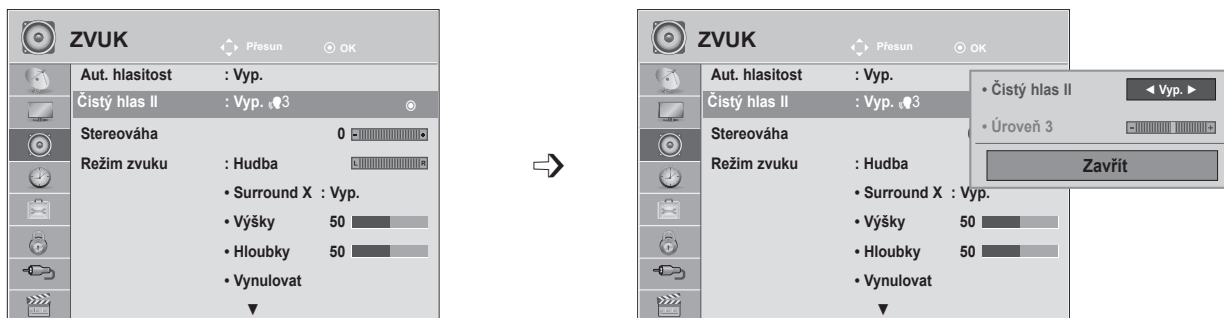 ZVUK
Přesun
OK
Aut. hlasitost : Vyp.
Čistý hlas II : Vyp. 3
Stereováha 0 - +
Režim zvuku : Hudba L R
• Surround X : Vyp.
• Výšky 50
• Hloubky 50
• Vynulovat
▼
ZVUK
Přesun
OK
Aut. hlasitost : Vyp.
Čistý hlas II : Vyp. 3
Stereováha
Režim zvuku : Hudba
• Surround X : Vyp.
• Výšky 50
• Hloubky 50
• Vynulovat
▼
• Čistý hlas II ◄ Vyp. ►
• Úroveň 3 - +
Zavřít